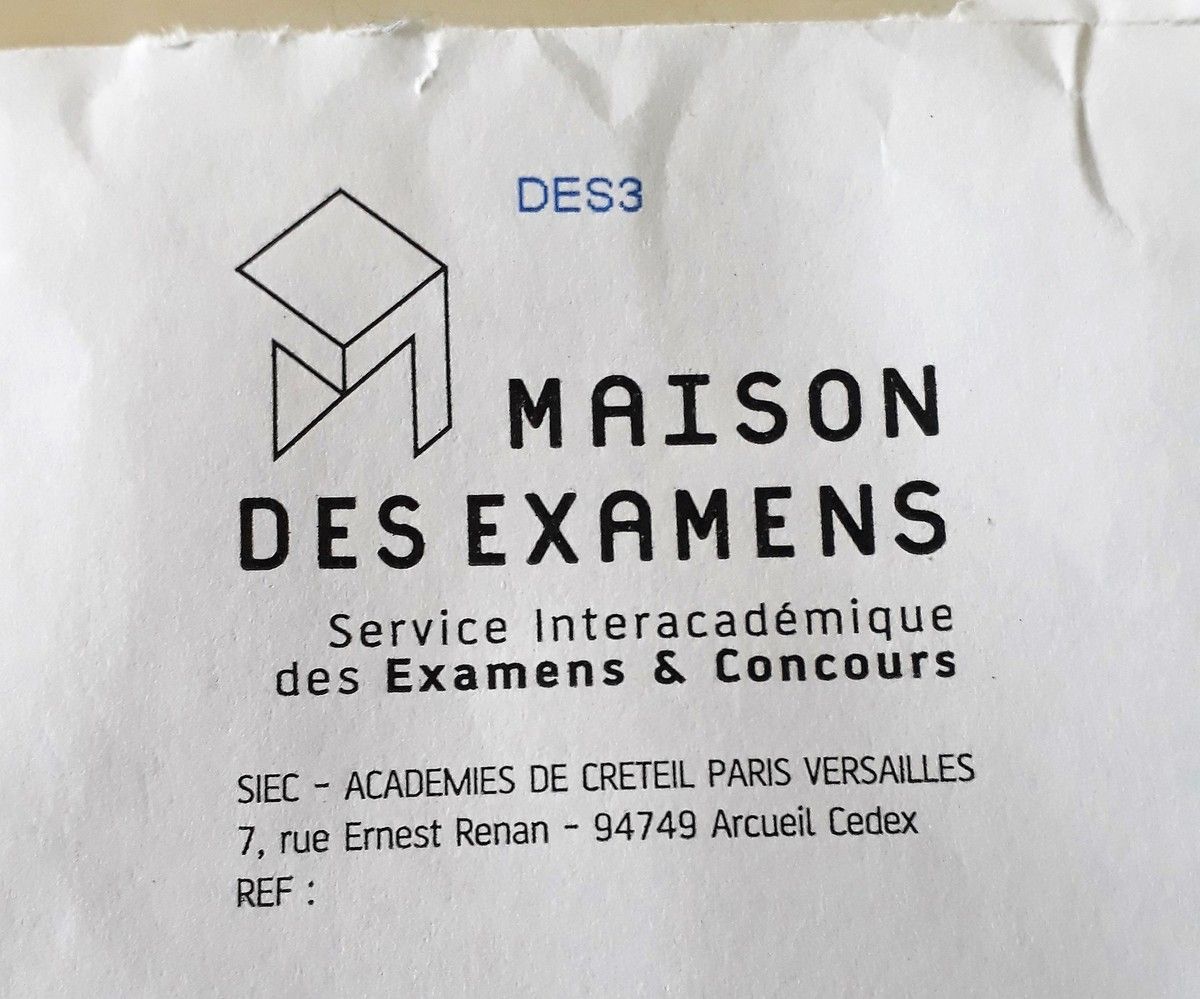 DES3
MAISON
DES EXAMENS
Service Interacadémique
des Examens & Concours
SIEC - ACADEMIES DE CRETEIL PARIS VERSAILLES
7, rue Ernest Renan - 94749 Arcueil Cedex
REF :